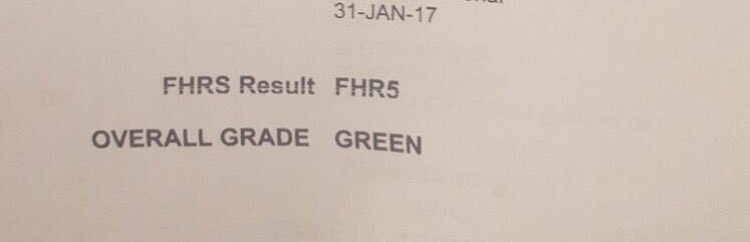 31-JAN-17
FHRS Result FHR5
OVERALL GRADE GREEN